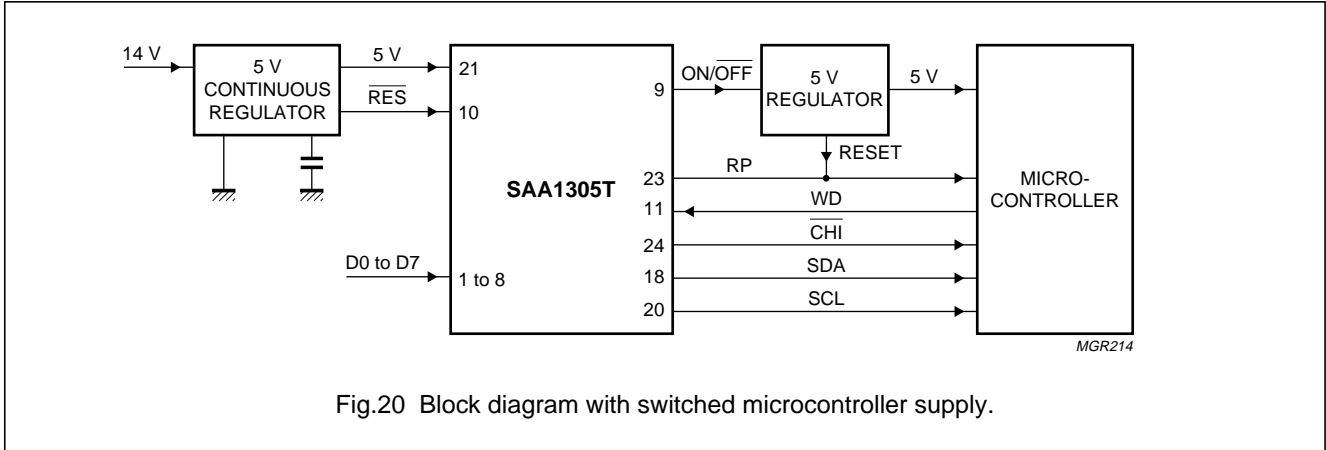 14 V
5 V
CONTINUOUS
REGULATOR
5 V
RES
21
10
SAA1305T
D0 to D7
1 to 8
9
23
11
24
18
20
ON/OFF
5 V
REGULATOR
5 V
RESET
RP
WD
CHI
SDA
SCL
MICRO-
CONTROLLER
MGR214
Fig.20 Block diagram with switched microcontroller supply.